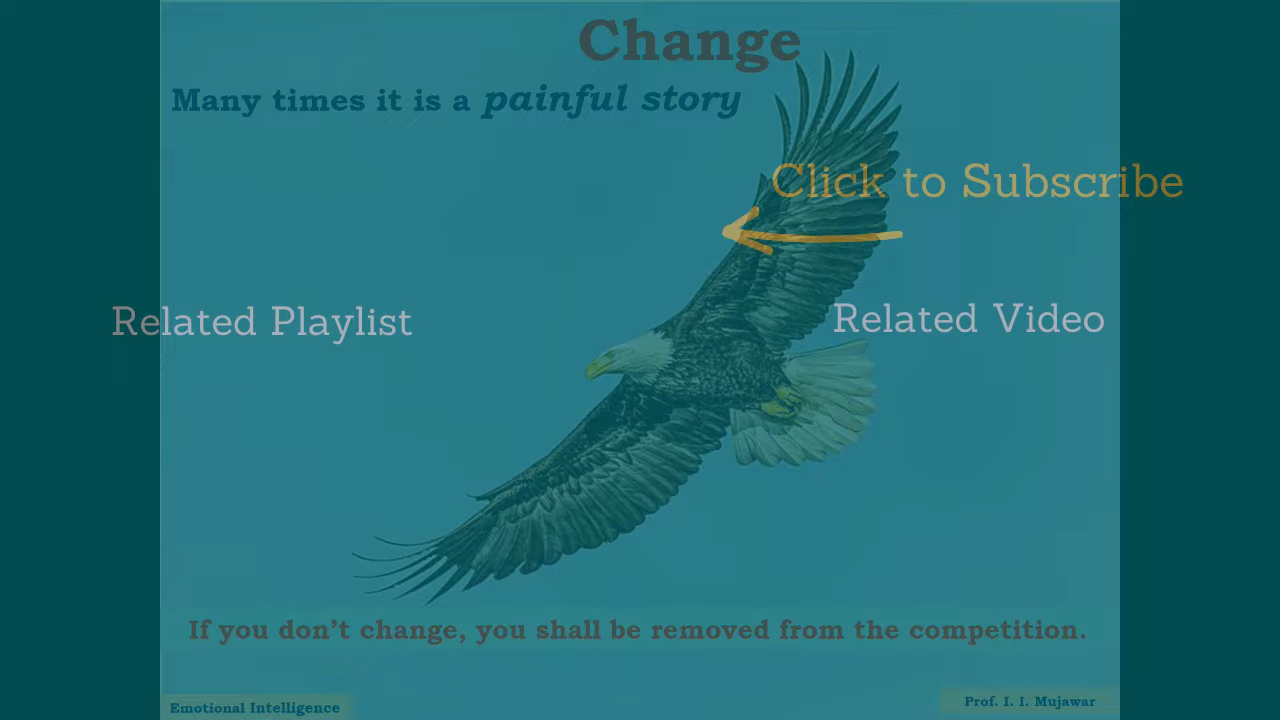 Change
Many times it is a painful story
Click to Subscribe
Related Playlist
Related Video
If you don't change, you shall be removed from the competition.
Emotional Intelligence
Prof. I. I. Mujawar